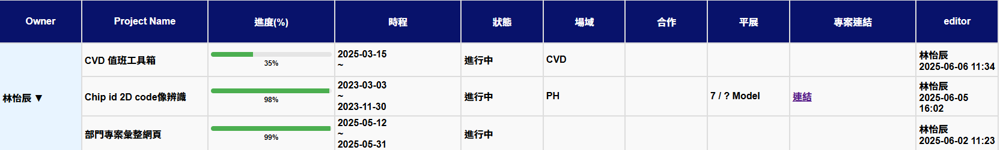 Owner
Project Name
進度(%)
時程
狀態
場域
合作
平展
專案連結
editor
林怡辰 ▼
CVD 值班工具箱
35%
2025-03-15
~
進行中
CVD
林怡辰
2025-06-06 11:34
Chip id 2D code像辨識
98%
2023-03-03
~
2023-11-30
進行中
PH
7 / ? Model
連結
林怡辰
2025-06-05
16:02
部門專案彙整網頁
99%
2025-05-12
~
2025-05-31
進行中
林怡辰
2025-06-02 11:23